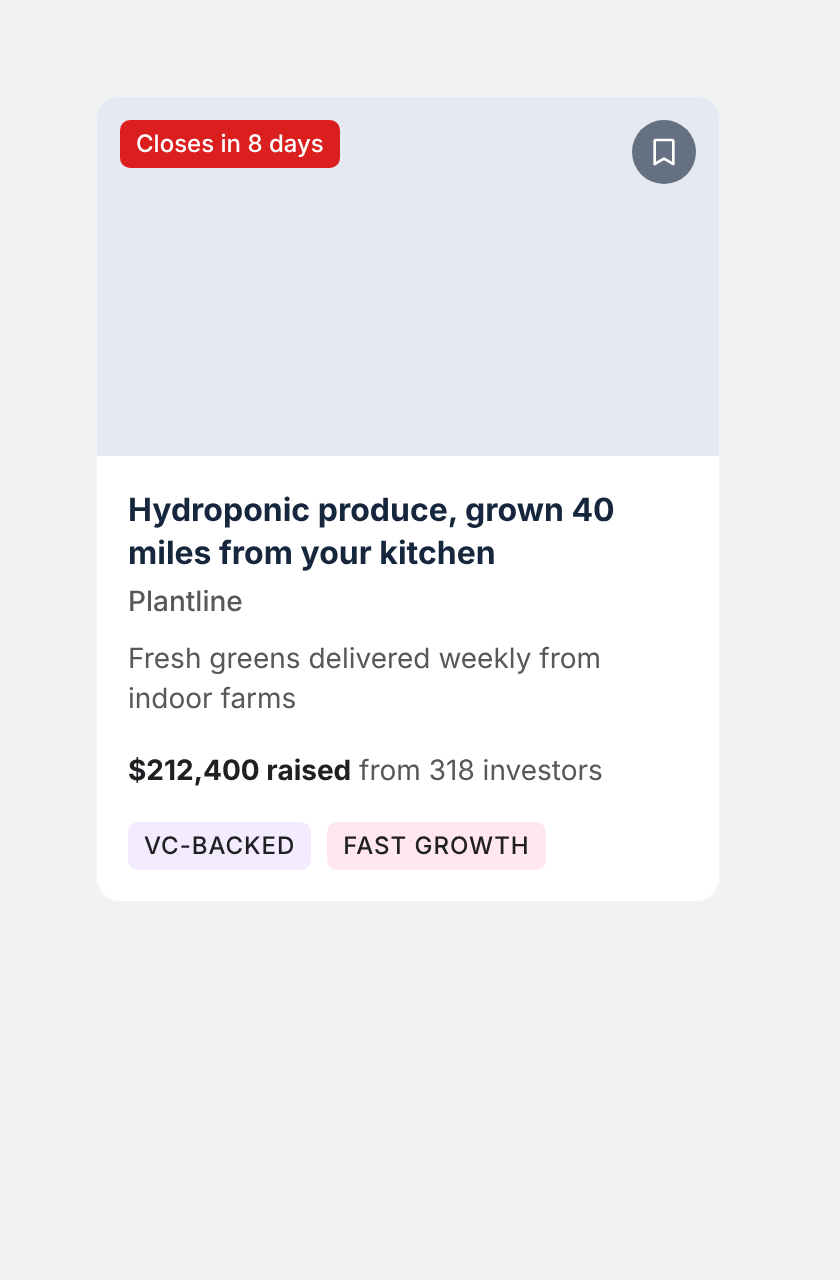 Closes in 8 days
Hydroponic produce, grown 40
miles from your kitchen
Plantline
Fresh greens delivered weekly from
indoor farms
$212,400 raised from 318 investors
VC-BACKED FAST GROWTH